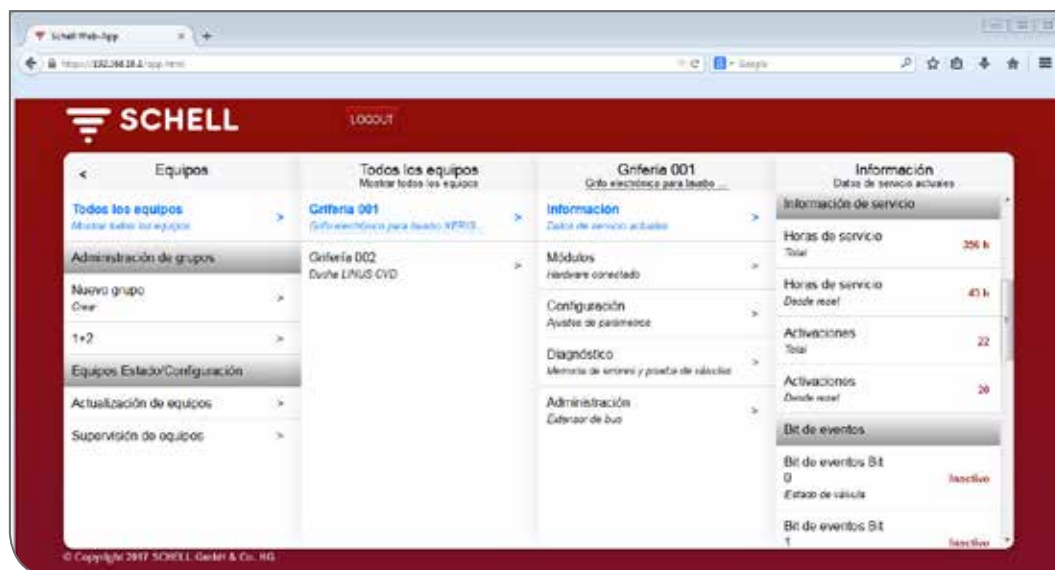 Schell Web-App
Google
SCHELL
LOGOUT
< Equipos
Todos los equipos >
Mostrar todos los equipos
Administración de grupos
Nuevo grupo >
Crear
1+2 >
Equipos Estado/Configuración
Actualización de equipos >
Supervisión de equipos >
Todos los equipos
Mostrar todos los equipos
Grifería 001 >
Grifo electrónico para lavabo XERIS...
Grifería 002 >
Ducha LINUS CVD
Grifería 001
Grifo electrónico para lavabo ...
Información >
Datos de servicio actuales
Módulos >
Hardware conectado
Configuración >
Ajustes de parámetros
Diagnóstico >
Memoria de errores y prueba de válvulas
Administración >
Extensor de bus
Información
Datos de servicio actuales
Información de servicio
Horas de servicio
Total
Horas de servicio
Desde reset
Activaciones 22
Total
Activaciones 20
Desde reset
Bit de eventos
Bit de eventos Bit
0 Inactivo
Estado de válvula
Bit de eventos Bit
1 Inactivo
© Copyright 2017 SCHELL GmbH & Co. KG